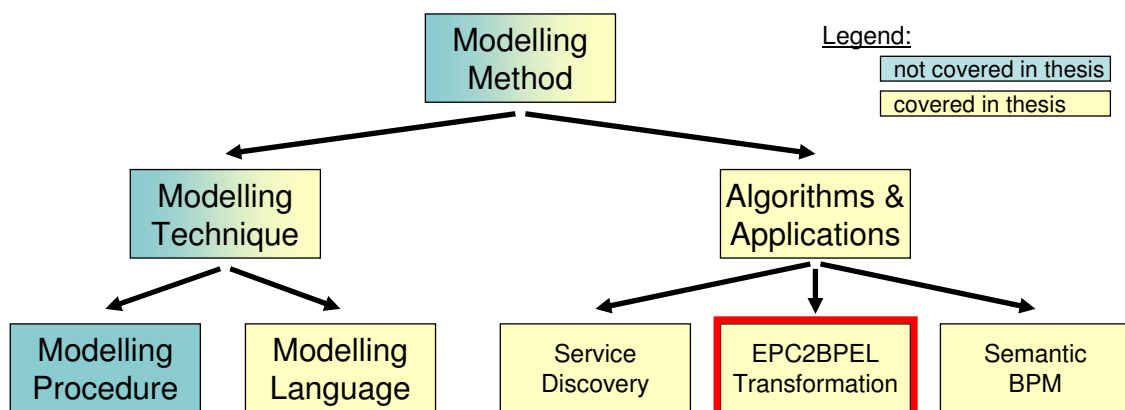 Modelling
Method
Legend:
not covered in thesis
covered in thesis
Modelling
Technique
Algorithms &
Applications
Modelling
Procedure
Modelling
Language
Service
Discovery
EPC2BPEL
Transformation
Semantic
BPM